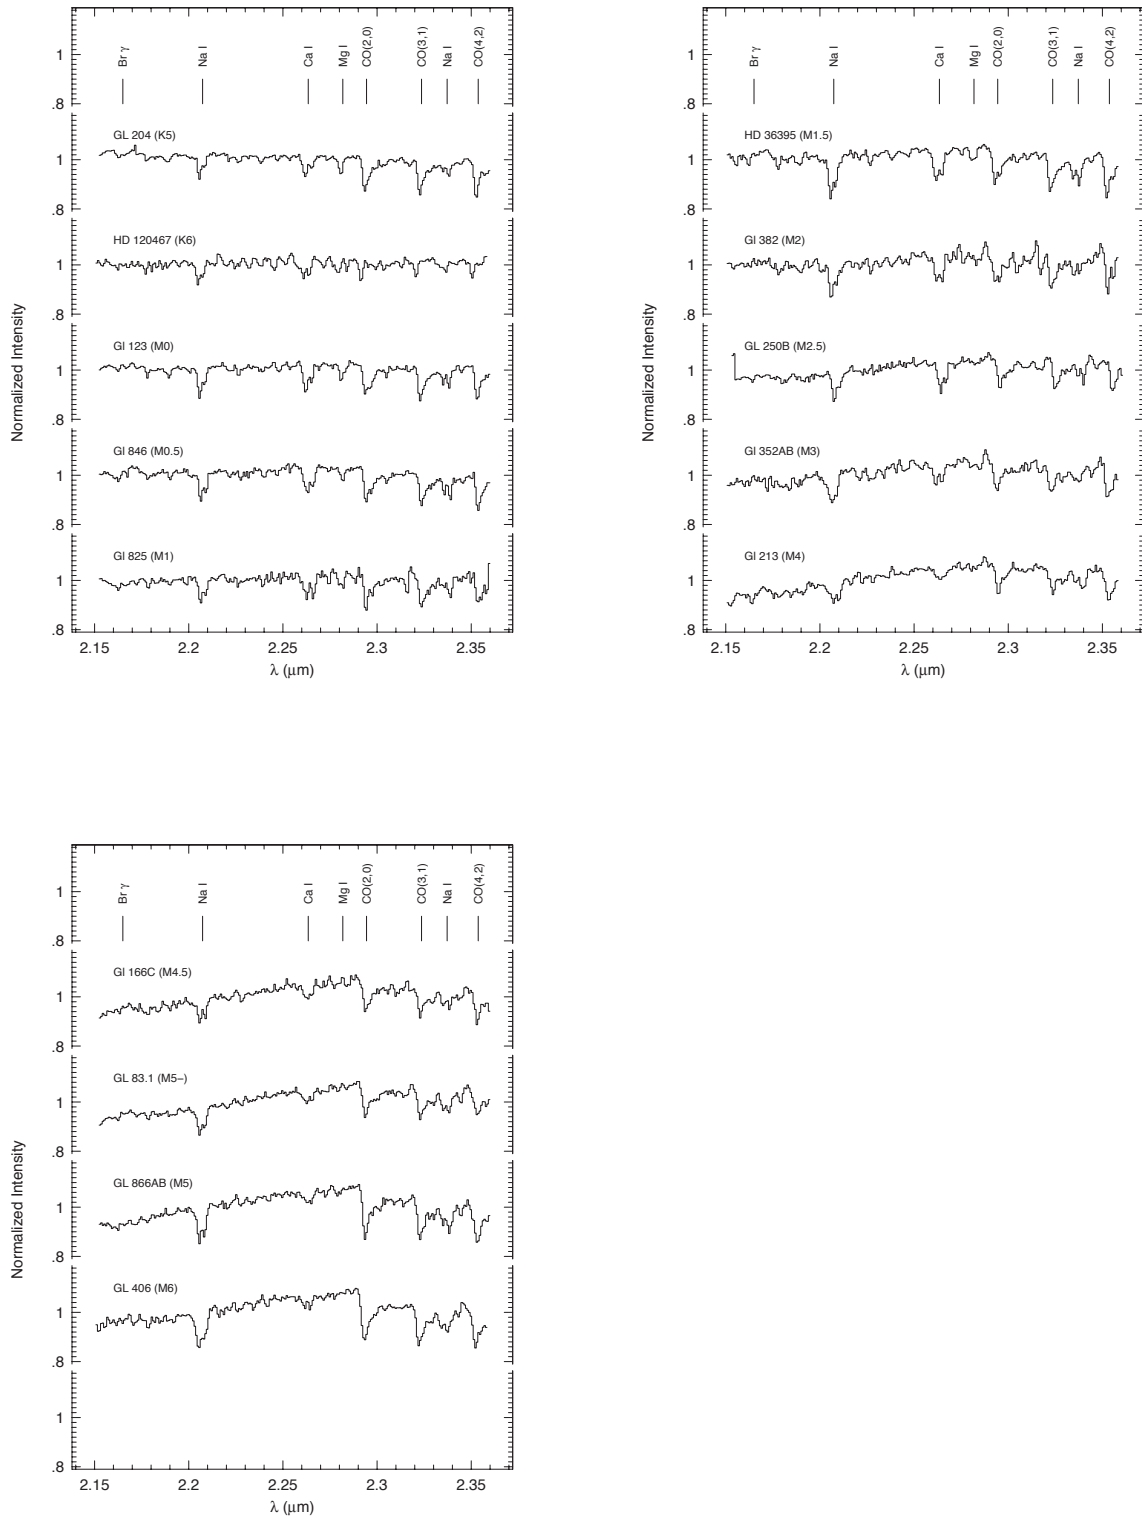 Br γ
Na I
Ca I
Mg I
CO(2,0)
CO(3,1)
Na I
CO(4,2)
1
.8
GL 204 (K5)
1
.8
HD 120467 (K6)
1
.8
Gl 123 (M0)
1
.8
Gl 846 (M0.5)
1
.8
Gl 825 (M1)
1
.8
Normalized Intensity
2.15
2.2
2.25
2.3
2.35
λ (μm)
Br γ
Na I
Ca I
Mg I
CO(2,0)
CO(3,1)
Na I
CO(4,2)
1
.8
HD 36395 (M1.5)
1
.8
Gl 382 (M2)
1
.8
GL 250B (M2.5)
1
.8
Gl 352AB (M3)
1
.8
Gl 213 (M4)
1
.8
Normalized Intensity
2.15
2.2
2.25
2.3
2.35
λ (μm)
Br γ
Na I
Ca I
Mg I
CO(2,0)
CO(3,1)
Na I
CO(4,2)
1
.8
Gl 166C (M4.5)
1
.8
GL 83.1 (M5–)
1
.8
GL 866AB (M5)
1
.8
GL 406 (M6)
1
.8
1
.8
Normalized Intensity
2.15
2.2
2.25
2.3
2.35
λ (μm)